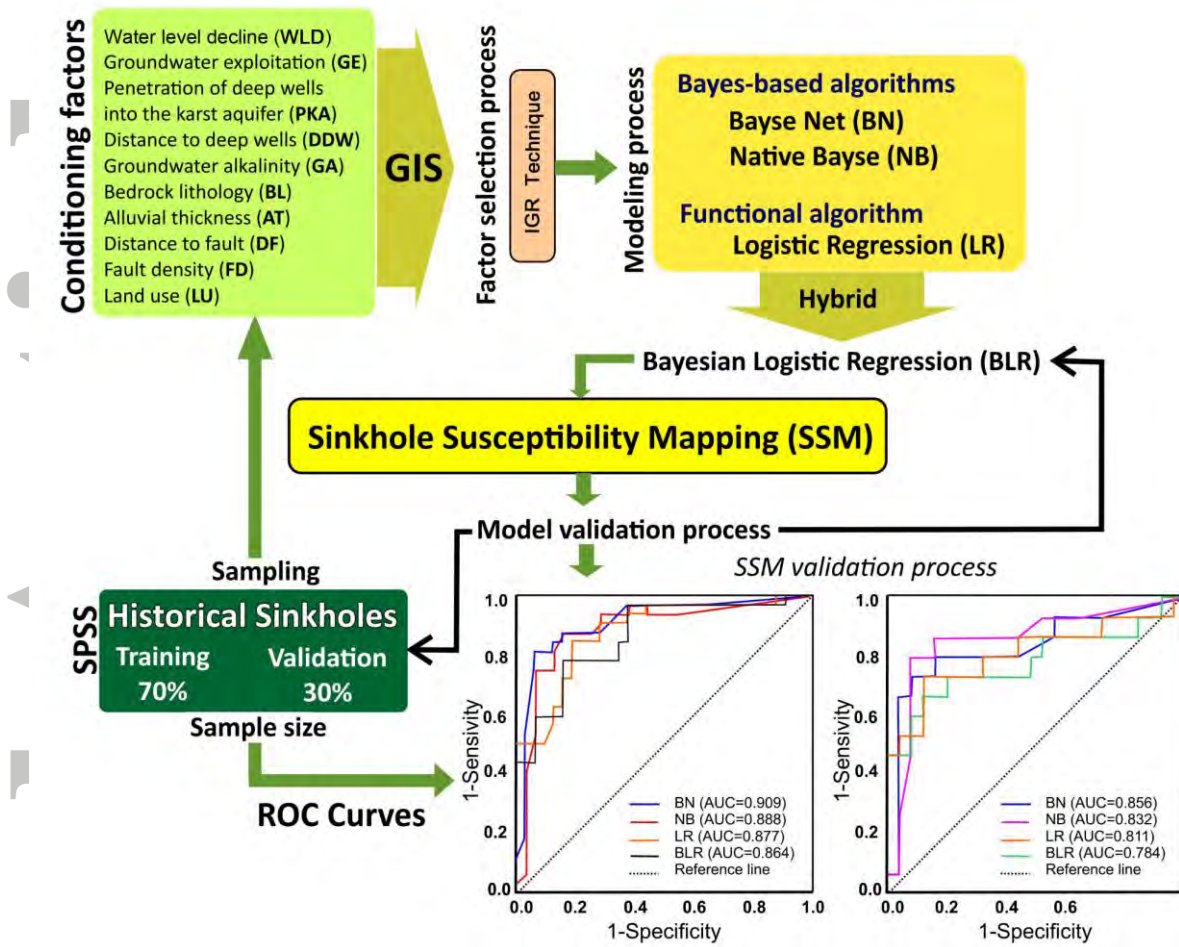 Conditioning factors
Water level decline (WLD)
Groundwater exploitation (GE)
Penetration of deep wells
into the karst aquifer (PKA)
Distance to deep wells (DDW)
Groundwater alkalinity (GA)
Bedrock lithology (BL)
Alluvial thickness (AT)
Distance to fault (DF)
Fault density (FD)
Land use (LU)
GIS
Factor selection process
IGR Technique
Modeling process
Bayes-based algorithms
Bayse Net (BN)
Native Bayse (NB)
Functional algorithm
Logistic Regression (LR)
Hybrid
Bayesian Logistic Regression (BLR)
Sinkhole Susceptibility Mapping (SSM)
Model validation process
SSM validation process
Sampling
SPSS
Historical Sinkholes
Training Validation
70% 30%
Sample size
ROC Curves
1-Sensivity
1.0
0.8
0.6
0.4
0.2
0.0
BN (AUC=0.909)
NB (AUC=0.888)
LR (AUC=0.877)
BLR (AUC=0.864)
Reference line
0.0 0.2 0.4 0.6 0.8 1.0
1-Specificity
1-Sensivity
1.0
0.8
0.6
0.4
0.2
0.0
BN (AUC=0.856)
NB (AUC=0.832)
LR (AUC=0.811)
BLR (AUC=0.784)
Reference line
0.0 0.2 0.4 0.6
1-Specificity